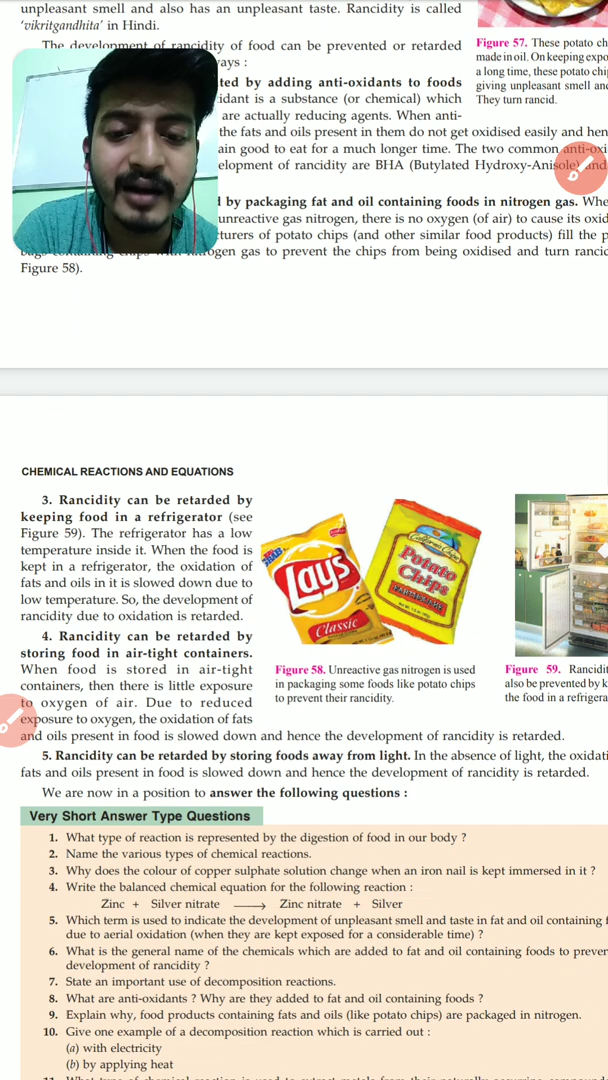 unpleasant smell and also has an unpleasant taste. Rancidity is called
'vikritgandhita' in Hindi.
The development of rancidity of food can be prevented or retarded
ways :
ted by adding anti-oxidants to foods
idant is a substance (or chemical) which
are actually reducing agents. When anti-
the fats and oils present in them do not get oxidised easily and hen
ain good to eat for a much longer time. The two common anti-oxi
elopment of rancidity are BHA (Butylated Hydroxy-Anisole) and
Figure 57. These potato ch
made in oil. On keeping expo
a long time, these potato chi
giving unpleasant smell and
They turn rancid.
by packaging fat and oil containing foods in nitrogen gas. Whe
unreactive gas nitrogen, there is no oxygen (of air) to cause its oxid
cturers of potato chips (and other similar food products) fill the p
bags containing chips with nitrogen gas to prevent the chips from being oxidised and turn rancid
Figure 58).
CHEMICAL REACTIONS AND EQUATIONS
3. Rancidity can be retarded by
keeping food in a refrigerator (see
Figure 59). The refrigerator has a low
temperature inside it. When the food is
kept in a refrigerator, the oxidation of
fats and oils in it is slowed down due to
low temperature. So, the development of
rancidity due to oxidation is retarded.
4. Rancidity can be retarded by
storing food in air-tight containers.
When food is stored in air-tight
containers, then there is little exposure
to oxygen of air. Due to reduced
exposure to oxygen, the oxidation of fats
and oils present in food is slowed down and hence the development of rancidity is retarded.
Lay's
Classic
Potato
Chips
Figure 58. Unreactive gas nitrogen is used
in packaging some foods like potato chips
to prevent their rancidity.
Figure 59. Rancidit
also be prevented by k
the food in a refrigera
5. Rancidity can be retarded by storing foods away from light. In the absence of light, the oxidati
fats and oils present in food is slowed down and hence the development of rancidity is retarded.
We are now in a position to answer the following questions :
Very Short Answer Type Questions
1. What type of reaction is represented by the digestion of food in our body ?
2. Name the various types of chemical reactions.
3. Why does the colour of copper sulphate solution change when an iron nail is kept immersed in it ?
4. Write the balanced chemical equation for the following reaction :
Zinc + Silver nitrate ⟶ Zinc nitrate + Silver
5. Which term is used to indicate the development of unpleasant smell and taste in fat and oil containing f
due to aerial oxidation (when they are kept exposed for a considerable time) ?
6. What is the general name of the chemicals which are added to fat and oil containing foods to preven
development of rancidity ?
7. State an important use of decomposition reactions.
8. What are anti-oxidants ? Why are they added to fat and oil containing foods ?
9. Explain why, food products containing fats and oils (like potato chips) are packaged in nitrogen.
10. Give one example of a decomposition reaction which is carried out :
(a) with electricity
(b) by applying heat